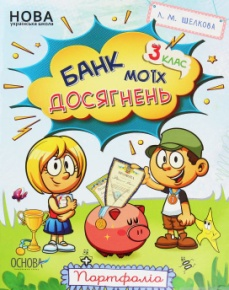 Л. М. ШЕЛКОВА
НОВА
українська школа
3 КЛАС
БАНК
МОЇХ
ДОСЯГНЕНЬ
ОСНОВА
Портфоліо